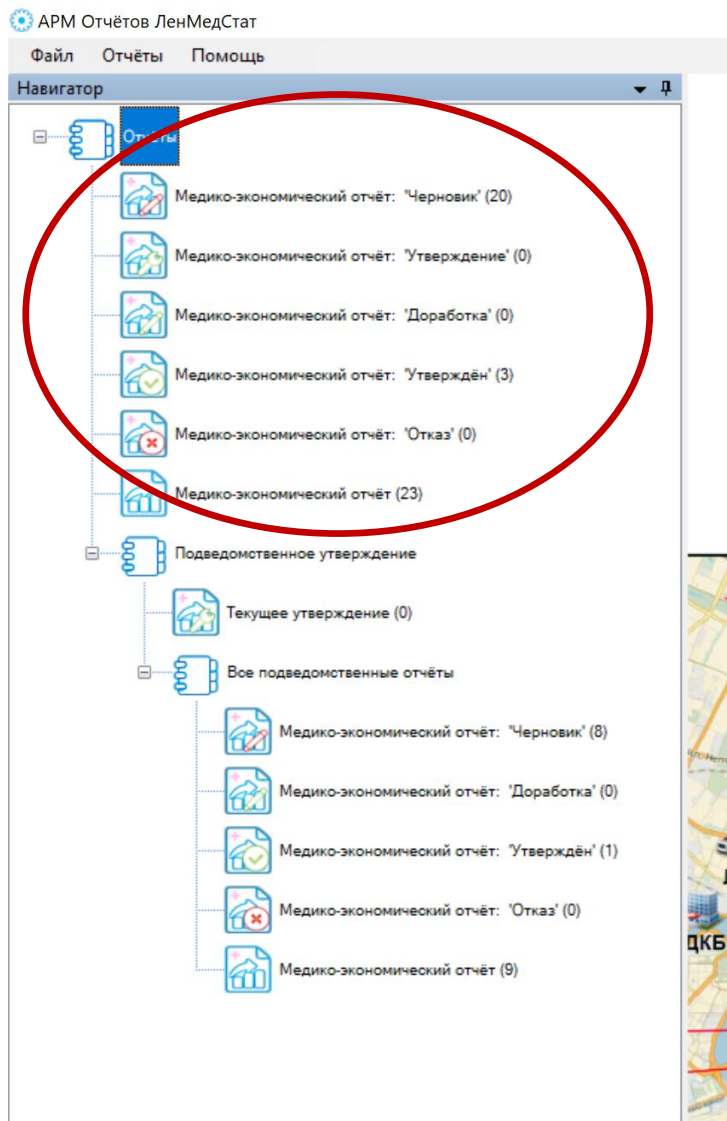 АРМ Отчётов ЛенМедСтат
Файл Отчёты Помощь
Навигатор
Отчёты
Медико-экономический отчёт: 'Черновик' (20)
Медико-экономический отчёт: 'Утверждение' (0)
Медико-экономический отчёт: 'Доработка' (0)
Медико-экономический отчёт: 'Утверждён' (3)
Медико-экономический отчёт: 'Отказ' (0)
Медико-экономический отчёт (23)
Подведомственное утверждение
Текущее утверждение (0)
Все подведомственные отчёты
Медико-экономический отчёт: 'Черновик' (8)
Медико-экономический отчёт: 'Доработка' (0)
Медико-экономический отчёт: 'Утверждён' (1)
Медико-экономический отчёт: 'Отказ' (0)
ДКБ
Медико-экономический отчёт (9)